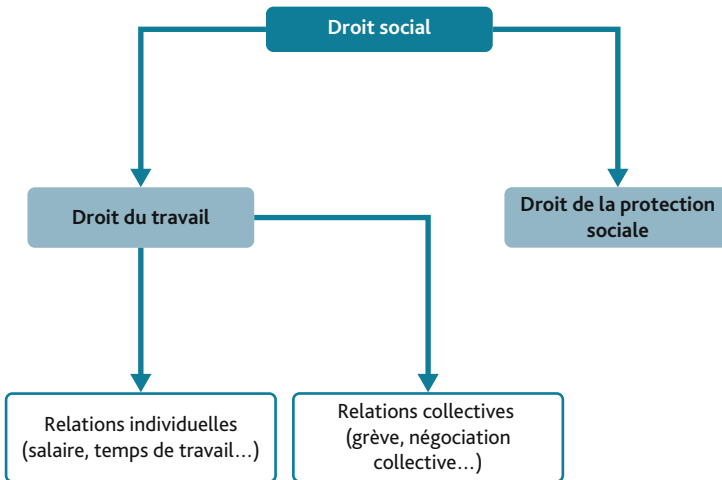 Droit social
Droit du travail
Droit de la protection
sociale
Relations individuelles
(salaire, temps de travail…)
Relations collectives
(grève, négociation
collective…)